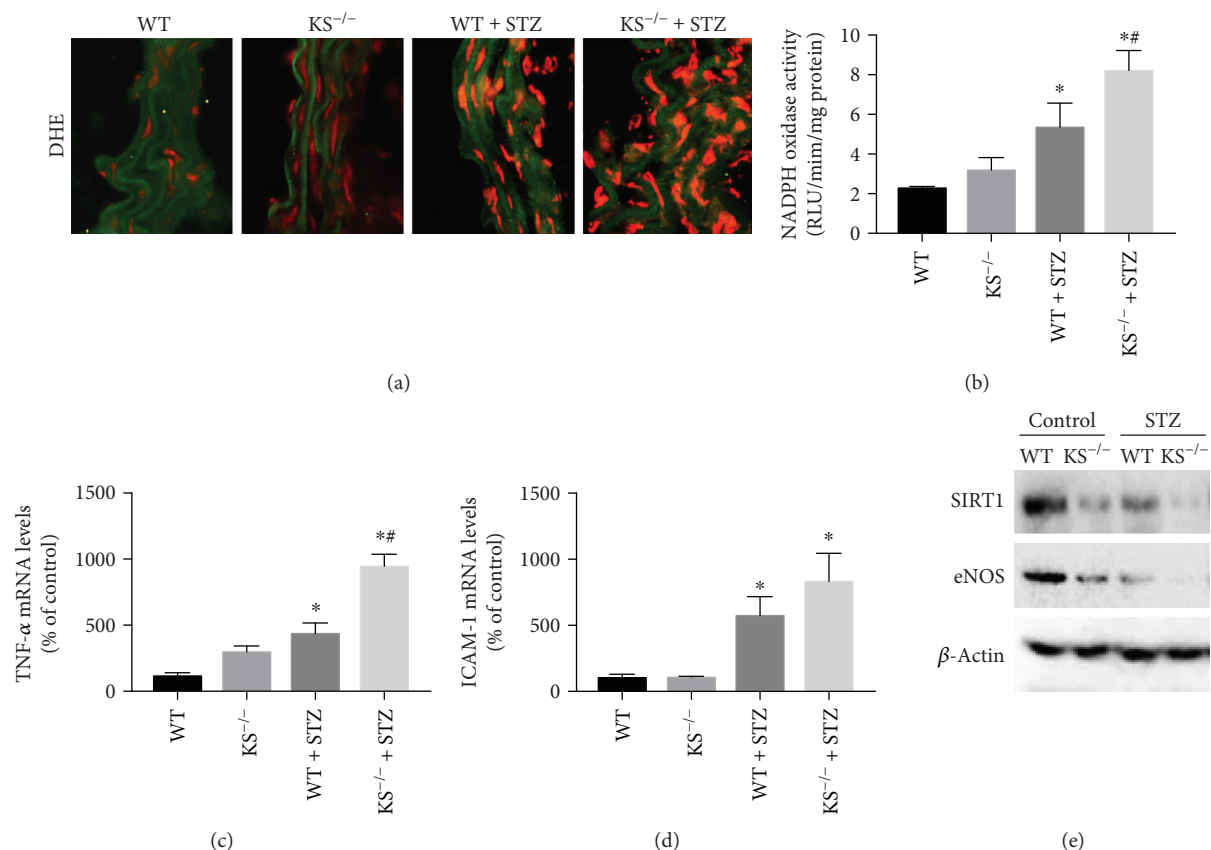 WT KS⁻/⁻ WT + STZ KS⁻/⁻ + STZ
DHE
(a)
NADPH oxidase activity
(RLU/mim/mg protein)
10
8
6
4
2
0
*
*#
WT
KS⁻/⁻
WT + STZ
KS⁻/⁻ + STZ
(b)
TNF-α mRNA levels
(% of control)
1500
1000
500
0
*
*#
WT
KS⁻/⁻
WT + STZ
KS⁻/⁻ + STZ
(c)
ICAM-1 mRNA levels
(% of control)
1500
1000
500
0
*
*
WT
KS⁻/⁻
WT + STZ
KS⁻/⁻ + STZ
(d)
Control STZ
WT KS⁻/⁻ WT KS⁻/⁻
SIRT1
eNOS
β-Actin
(e)